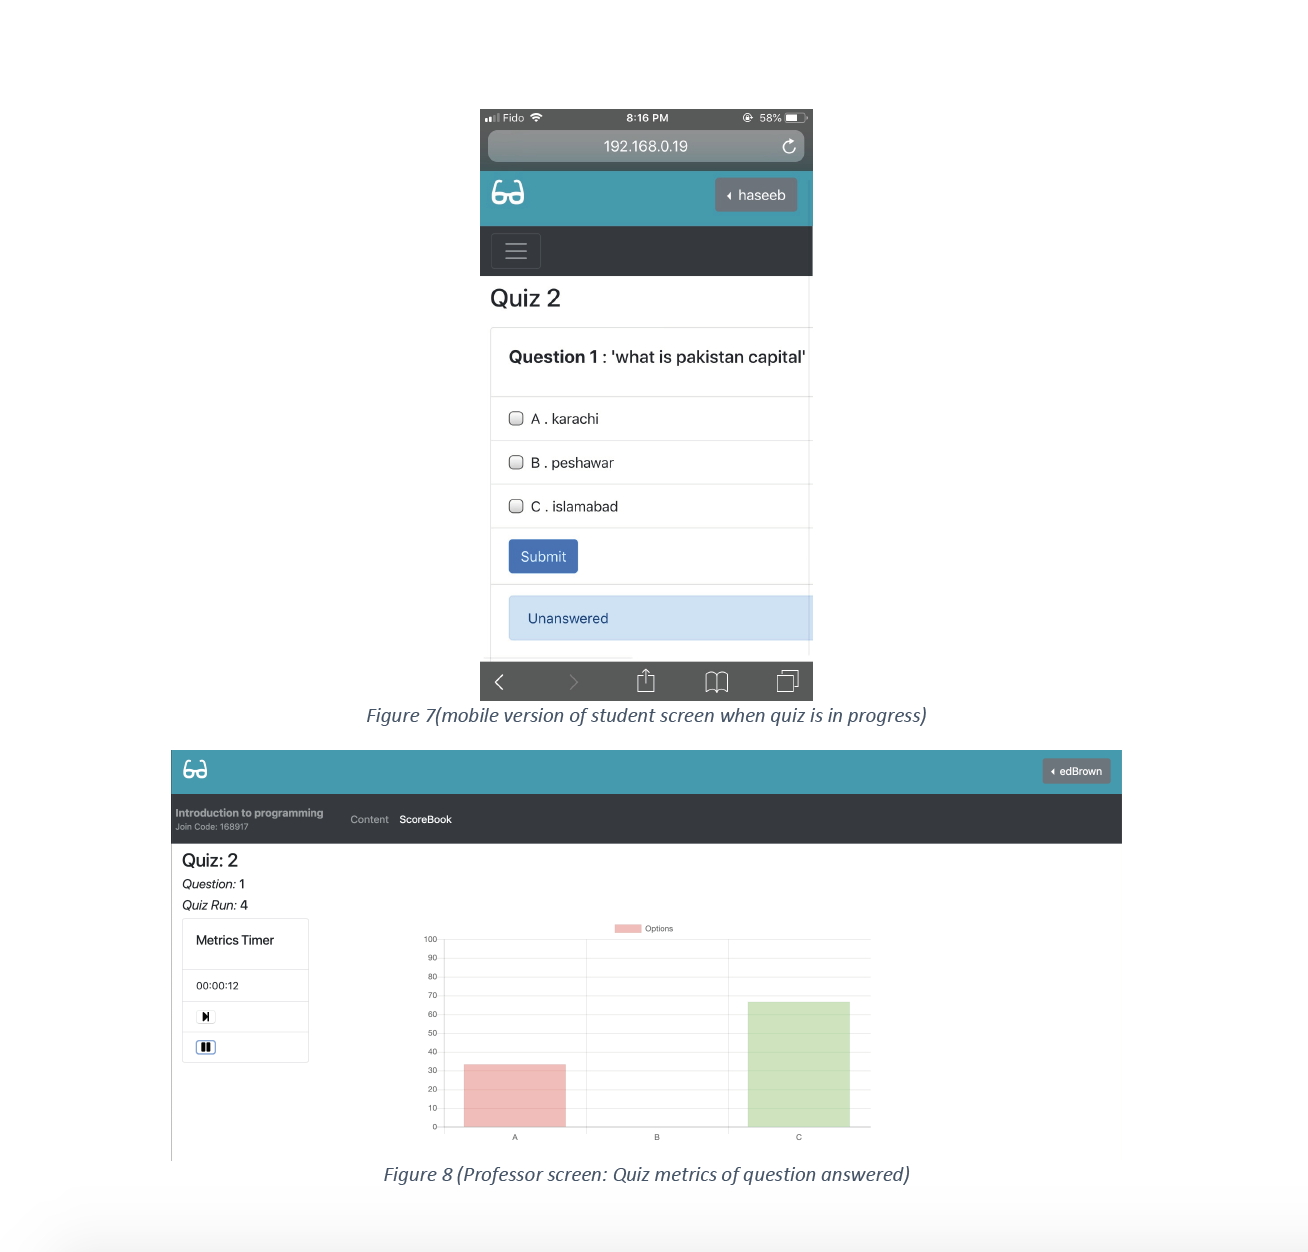 Fido 8:16 PM 58%
192.168.0.19
haseeb
Quiz 2
Question 1 : 'what is pakistan capital'
A . karachi
B . peshawar
C . islamabad
Submit
Unanswered
Figure 7(mobile version of student screen when quiz is in progress)
edBrown
Introduction to programming
Join Code: 168917
Content ScoreBook
Quiz: 2
Question: 1
Quiz Run: 4
Metrics Timer
00:00:12
Options
100
90
80
70
60
50
40
30
20
10
0
A B C
Figure 8 (Professor screen: Quiz metrics of question answered)